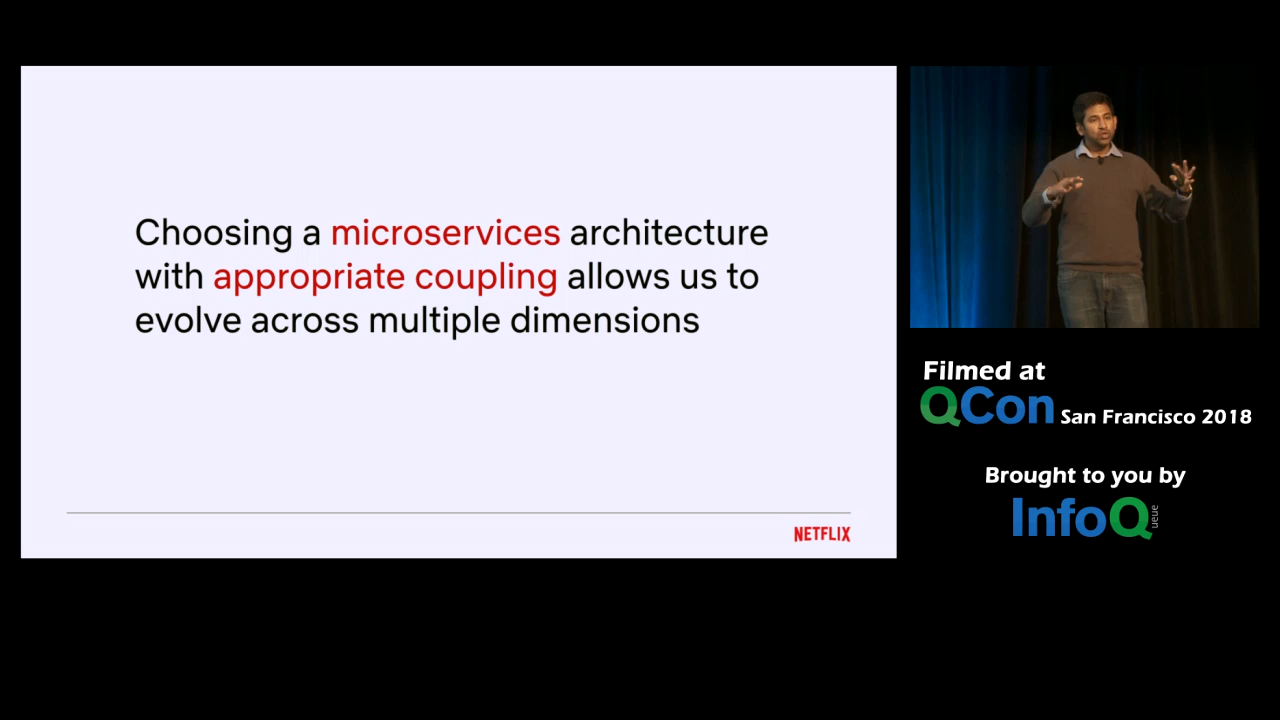 Choosing a microservices architecture
with appropriate coupling allows us to
evolve across multiple dimensions
NETFLIX
Filmed at
QCon San Francisco 2018
Brought to you by
InfoQueue